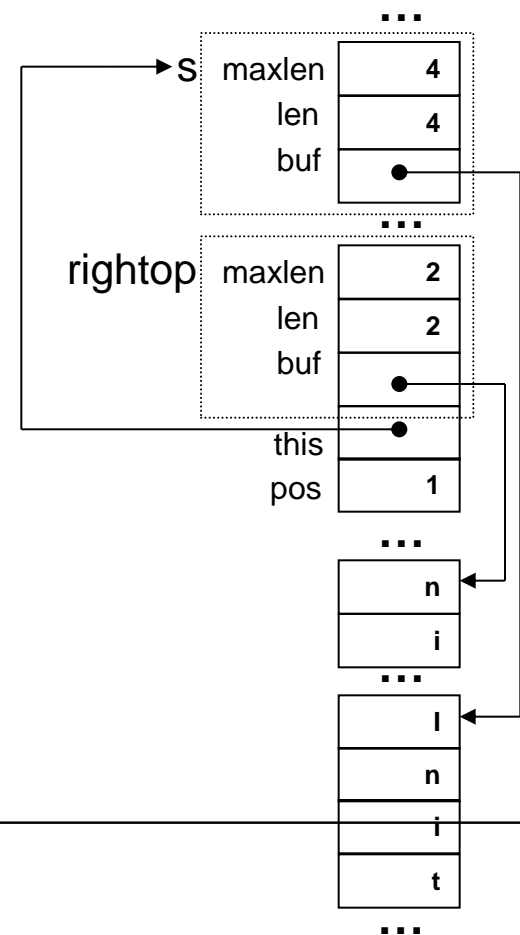 ...
s maxlen 4
len 4
buf
...
rightop maxlen 2
len 2
buf
this
pos 1
...
n
i
...
I
n
i
t
...